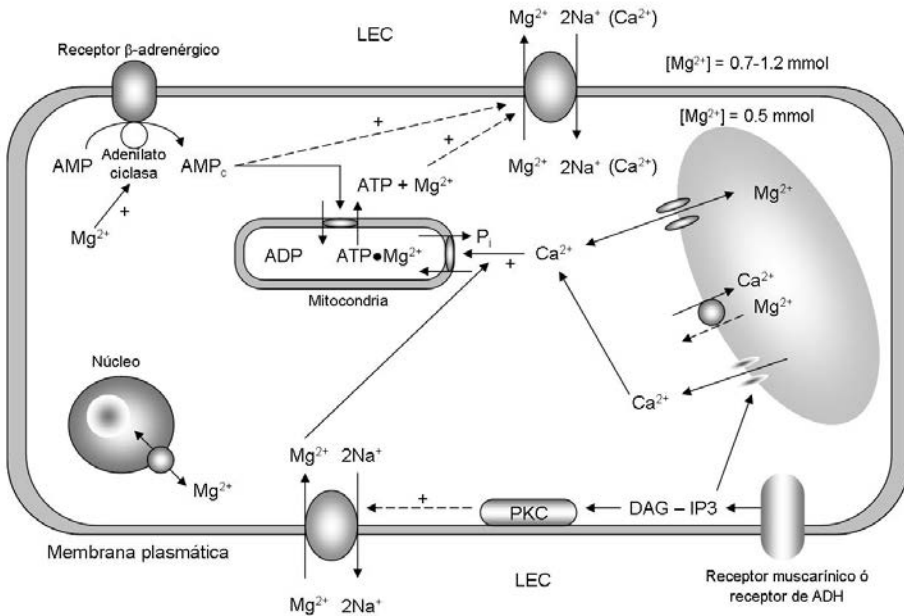 Mg²⁺ 2Na⁺ (Ca²⁺)
LEC
Receptor β-adrenérgico
[Mg²⁺] = 0.7-1.2 mmol
[Mg²⁺] = 0.5 mmol
+
+
AMP
Adenilato
ciclasa
AMPc
Mg²⁺ 2Na⁺ (Ca²⁺)
ATP + Mg²⁺
Mg²⁺
+
Mg²⁺
Pi
ADP
ATP●Mg²⁺
+
Ca²⁺
Mitocondria
Ca²⁺
Mg²⁺
Núcleo
Ca²⁺
Mg²⁺ 2Na⁺
Mg²⁺
+
PKC
DAG – IP3
Membrana plasmática
LEC
Receptor muscarínico ó
receptor de ADH
Mg²⁺ 2Na⁺